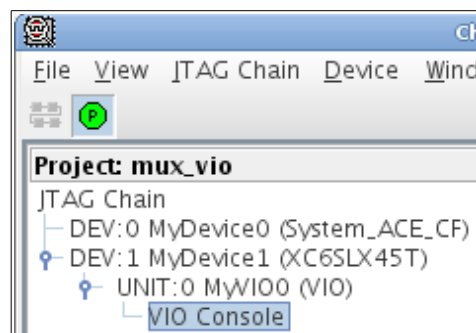 Ch
File View JTAG Chain Device Wind
P
Project: mux_vio
JTAG Chain
DEV:0 MyDevice0 (System_ACE_CF)
DEV:1 MyDevice1 (XC6SLX45T)
UNIT:0 MyVIO0 (VIO)
VIO Console